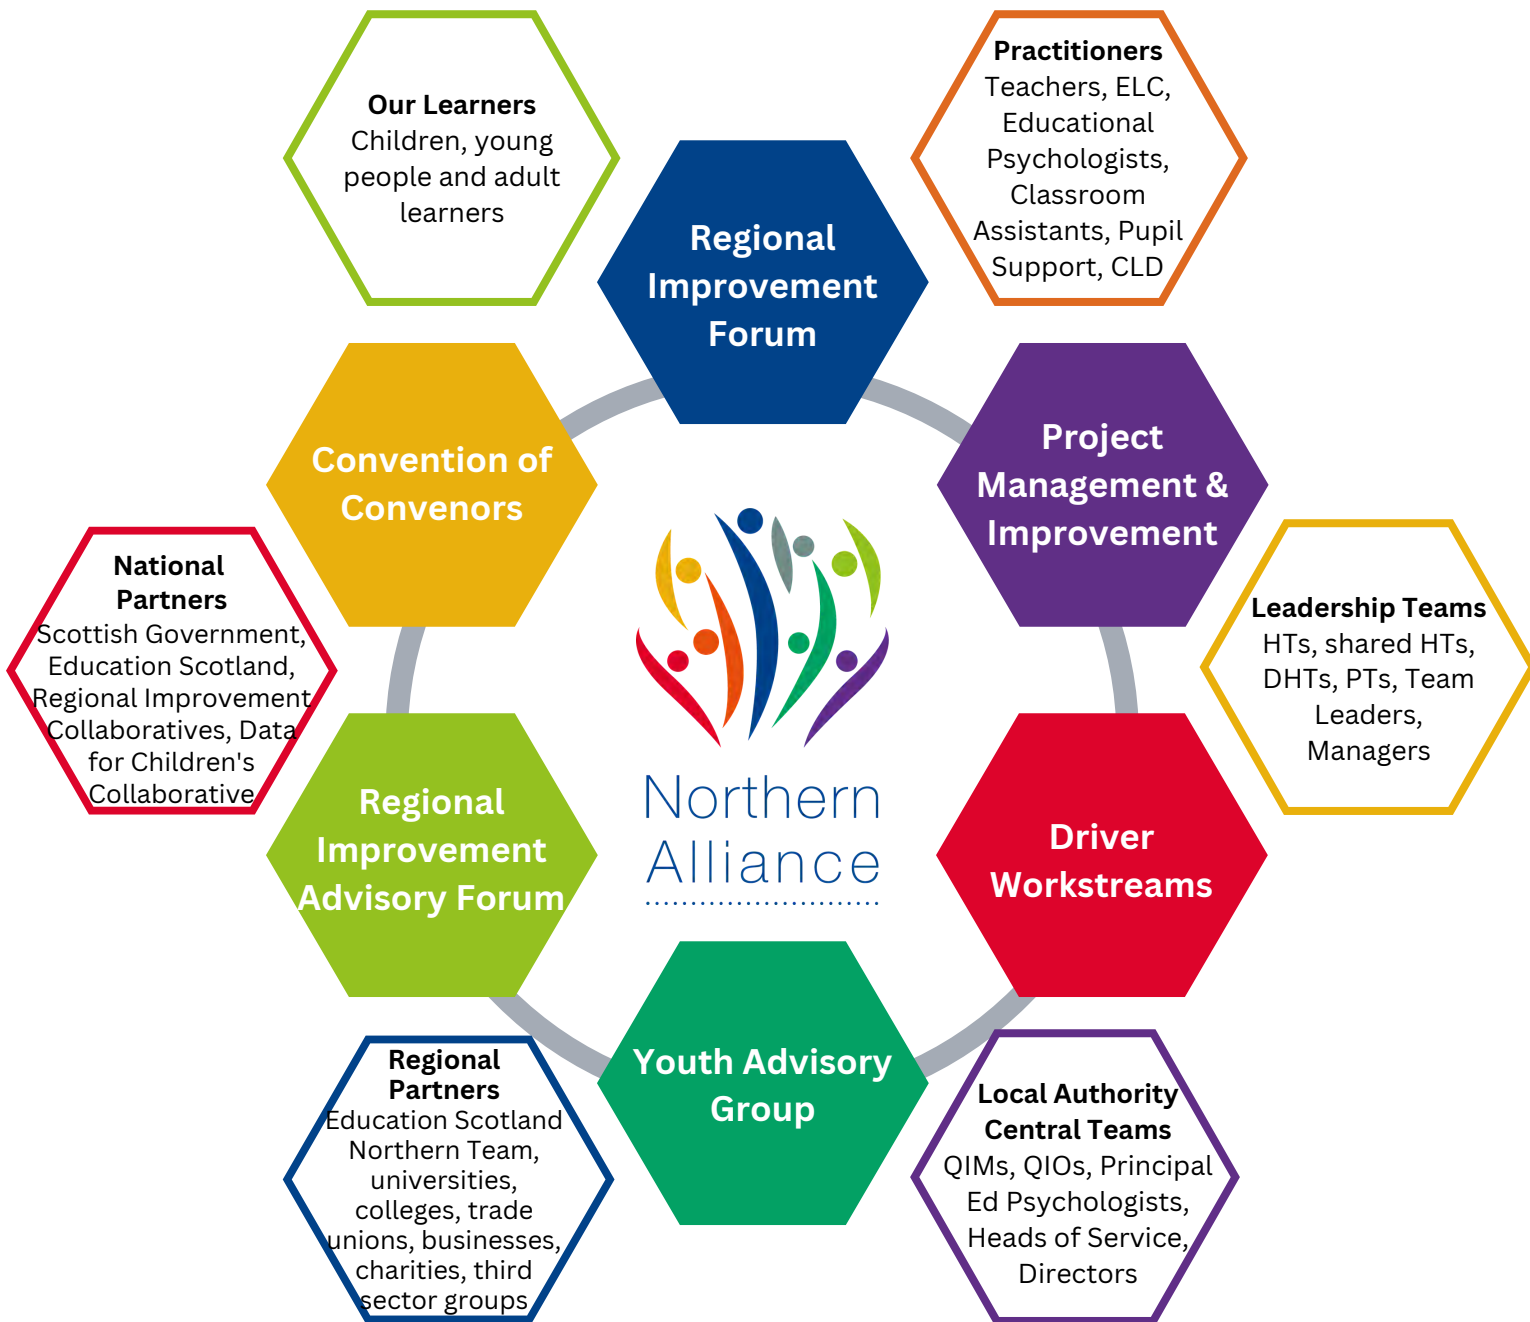 Our Learners
Children, young
people and adult
learners
Practitioners
Teachers, ELC,
Educational
Psychologists,
Classroom
Assistants, Pupil
Support, CLD
Regional
Improvement
Forum
Convention of
Convenors
Project
Management &
Improvement
National
Partners
Scottish Government,
Education Scotland,
Regional Improvement
Collaboratives, Data
for Children's
Collaborative
Leadership Teams
HTs, shared HTs,
DHTs, PTs, Team
Leaders,
Managers
Northern
Alliance
Regional
Improvement
Advisory Forum
Driver
Workstreams
Youth Advisory
Group
Regional
Partners
Education Scotland
Northern Team,
universities,
colleges, trade
unions, businesses,
charities, third
sector groups
Local Authority
Central Teams
QIMs, QIOs, Principal
Ed Psychologists,
Heads of Service,
Directors